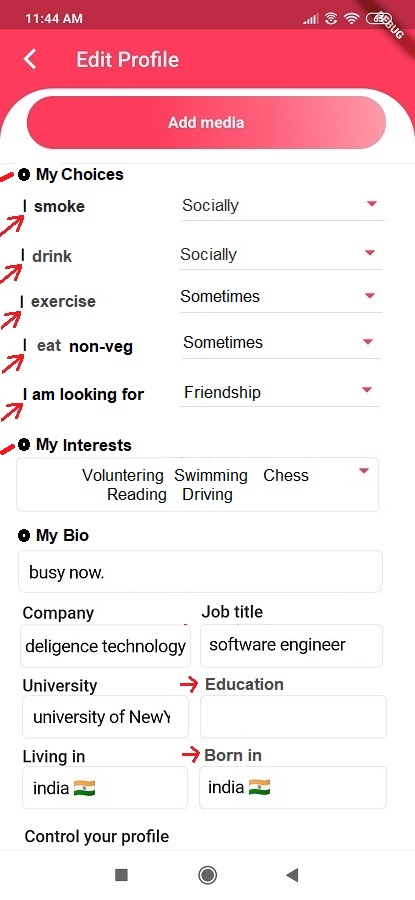 11:44 AM
DEBUG
Edit Profile
Add media
My Choices
I smoke Socially
I drink Socially
I exercise Sometimes
I eat non-veg Sometimes
I am looking for Friendship
My Interests
Voluntering Swimming Chess
Reading Driving
My Bio
busy now.
Company Job title
deligence technology software engineer
University Education
university of NewY
Living in Born in
india 🇮🇳 india 🇮🇳
Control your profile